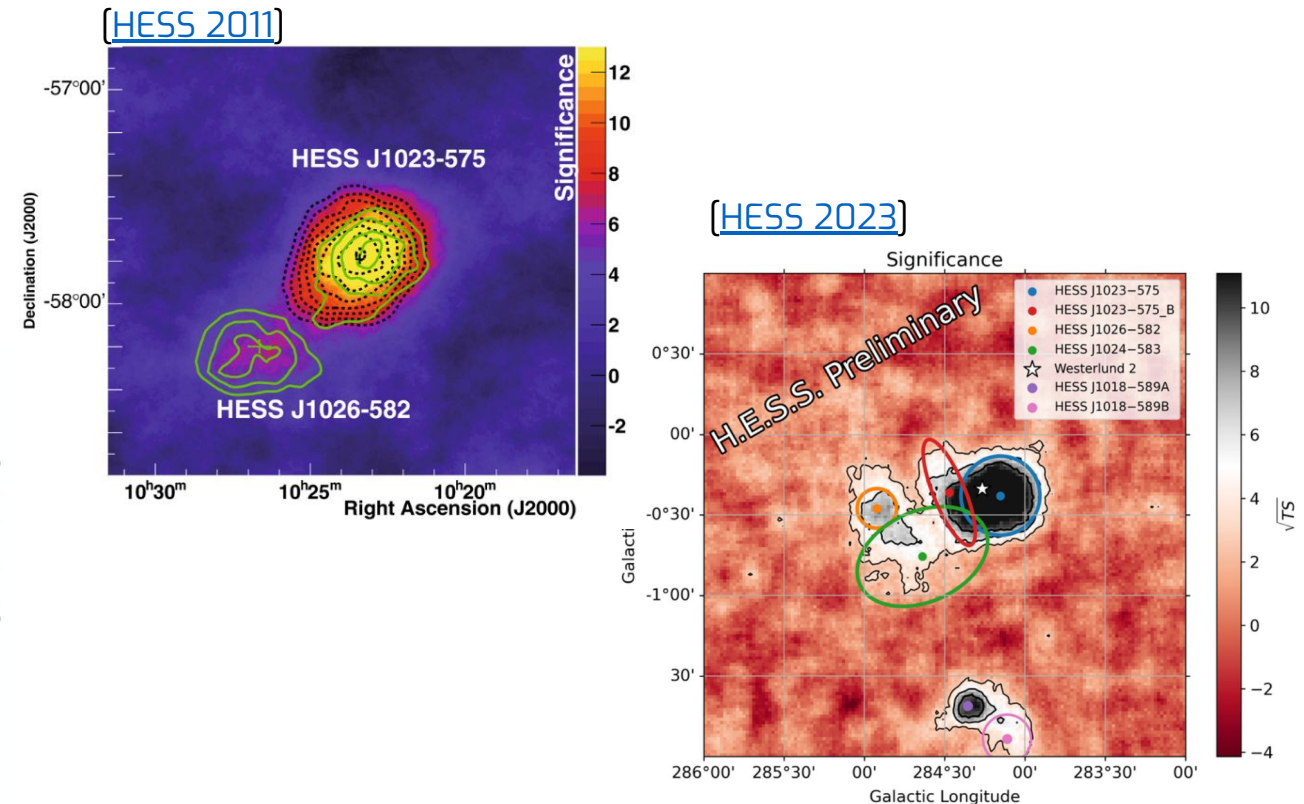 [HESS 2011]
Significance
12
10
8
6
4
2
0
-2
-57°00'
-58°00'
Declination (J2000)
HESS J1023-575
HESS J1026-582
10ʰ30ᵐ
10ʰ25ᵐ
10ʰ20ᵐ
Right Ascension (J2000)
[HESS 2023]
Significance
H.E.S.S. Preliminary
HESS J1023−575
HESS J1023−575_B
HESS J1026−582
HESS J1024−583
Westerlund 2
HESS J1018−589A
HESS J1018−589B
0°30'
00'
-0°30'
-1°00'
30'
Galacti
286°00'
285°30'
00'
284°30'
00'
283°30'
00'
Galactic Longitude
10
8
6
4
2
0
−2
−4
√TS